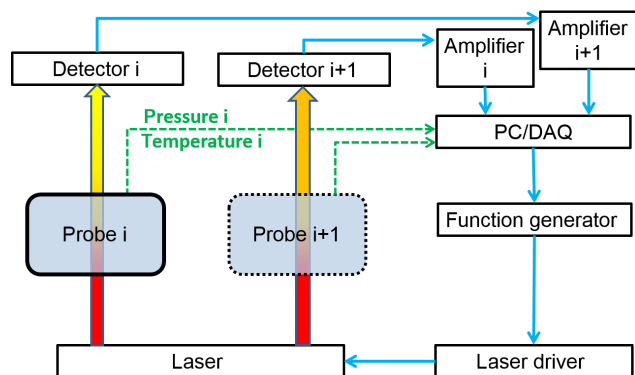 Detector i
Detector i+1
Amplifier
i
Amplifier
i+1
Pressure i
Temperature i
PC/DAQ
Probe i
Probe i+1
Function generator
Laser
Laser driver